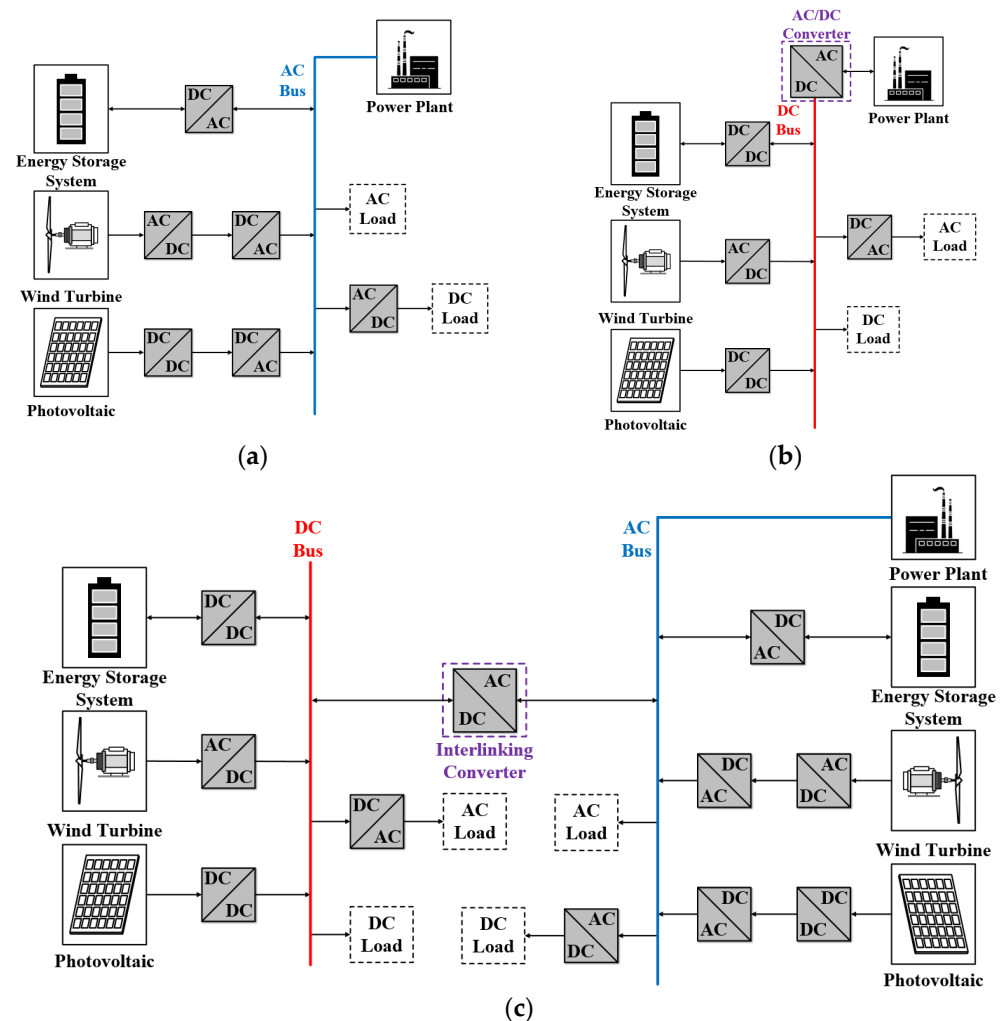 AC
Bus
Power Plant
DC
AC
Energy Storage
System
AC
Load
AC
DC
DC
AC
Wind Turbine
AC
DC
DC
Load
DC
DC
DC
AC
Photovoltaic
(a)
AC/DC
Converter
AC
DC
Power Plant
DC
Bus
DC
DC
Energy Storage
System
AC
DC
DC
AC
AC
Load
Wind Turbine
DC
Load
DC
DC
Photovoltaic
(b)
DC
Bus
DC
DC
Energy Storage
System
AC
DC
Interlinking
Converter
AC
DC
Wind Turbine
DC
AC
AC
Load
DC
DC
Photovoltaic
DC
Load
AC
Bus
Power Plant
DC
AC
Energy Storage
System
DC
AC
AC
DC
Wind Turbine
AC
Load
DC
AC
DC
DC
Photovoltaic
DC
Load
AC
DC
(c)